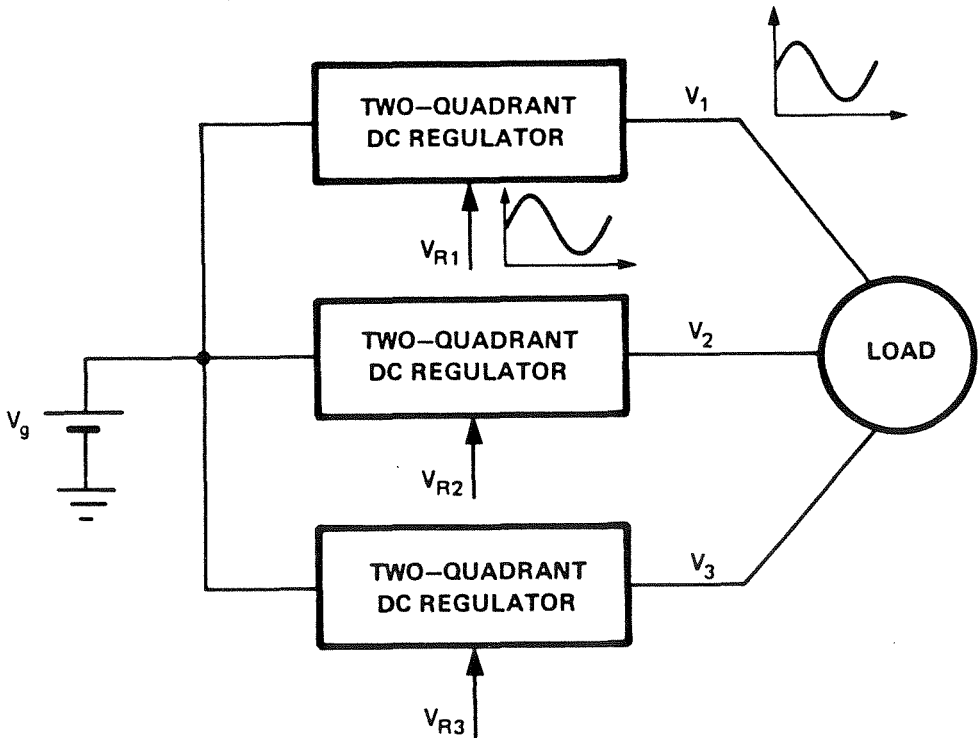 TWO–QUADRANT
DC REGULATOR
V1
VR1
TWO–QUADRANT
DC REGULATOR
V2
LOAD
Vg
VR2
TWO–QUADRANT
DC REGULATOR
V3
VR3